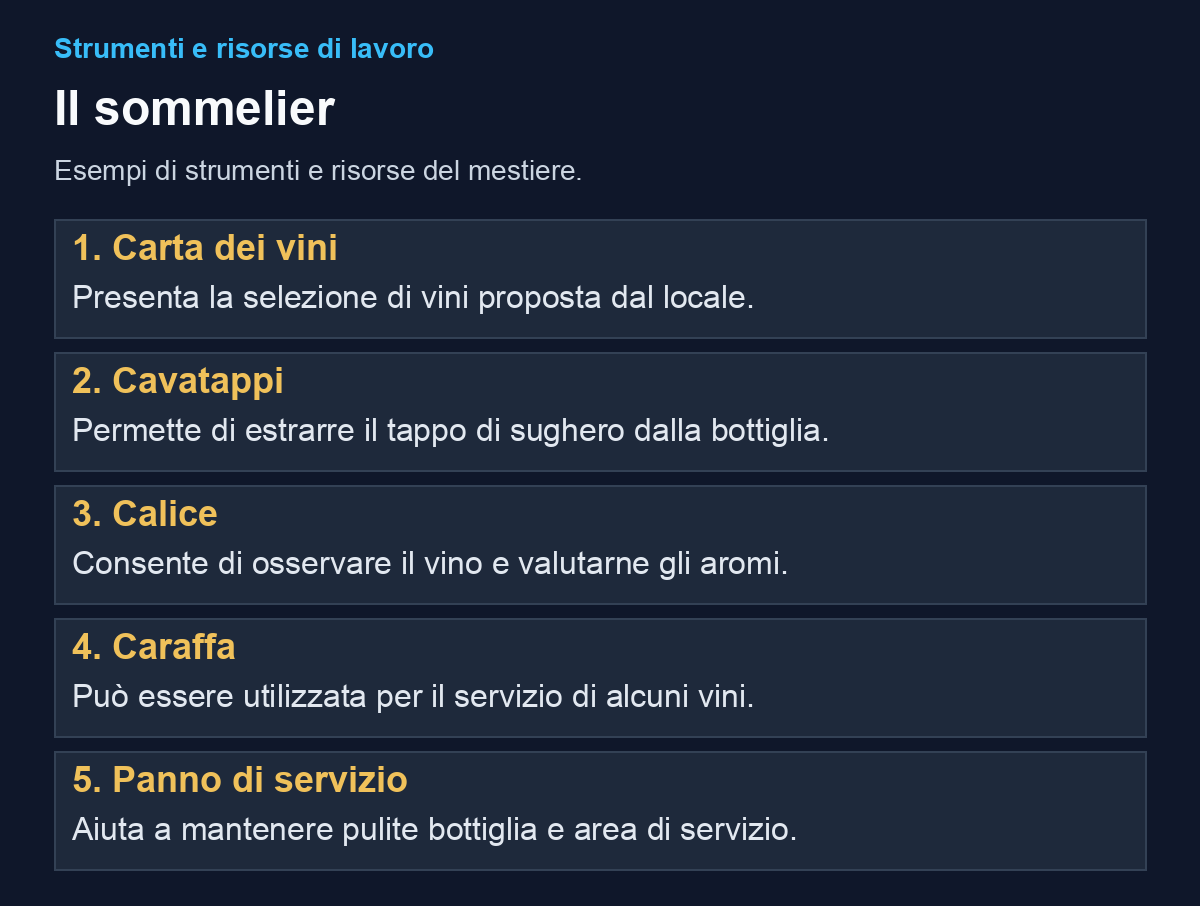 Strumenti e risorse di lavoro
Il sommelier
Esempi di strumenti e risorse del mestiere.
1. Carta dei vini
Presenta la selezione di vini proposta dal locale.
2. Cavatappi
Permette di estrarre il tappo di sughero dalla bottiglia.
3. Calice
Consente di osservare il vino e valutarne gli aromi.
4. Caraffa
Può essere utilizzata per il servizio di alcuni vini.
5. Panno di servizio
Aiuta a mantenere pulite bottiglia e area di servizio.